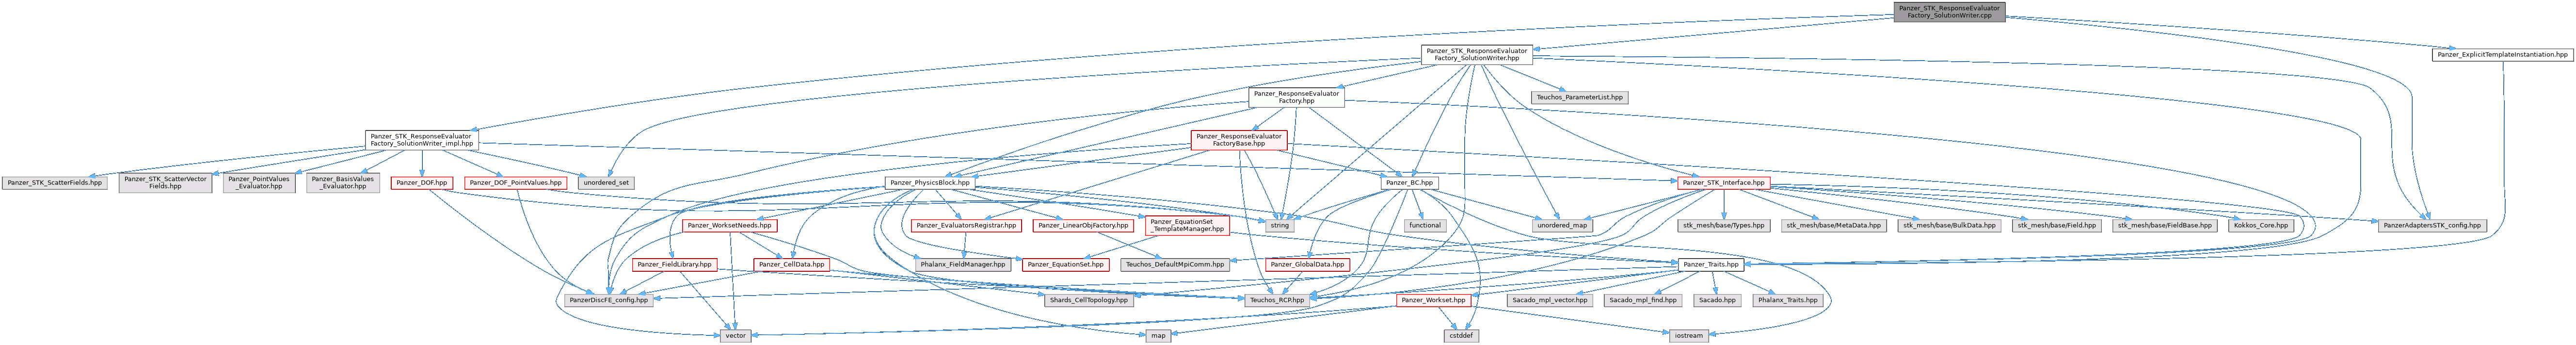 Panzer_STK_ResponseEvaluator
Factory_SolutionWriter.cpp
Panzer_STK_ResponseEvaluator
Factory_SolutionWriter.hpp
Panzer_ExplicitTemplateInstantiation.hpp
Panzer_ResponseEvaluator
Factory.hpp
Teuchos_ParameterList.hpp
Panzer_STK_ResponseEvaluator
Factory_SolutionWriter_impl.hpp
Panzer_ResponseEvaluator
FactoryBase.hpp
Panzer_STK_ScatterFields.hpp
Panzer_STK_ScatterVector
Fields.hpp
Panzer_PointValues
_Evaluator.hpp
Panzer_BasisValues
_Evaluator.hpp
Panzer_DOF.hpp
Panzer_DOF_PointValues.hpp
unordered_set
Panzer_PhysicsBlock.hpp
Panzer_BC.hpp
Panzer_STK_Interface.hpp
Panzer_WorksetNeeds.hpp
Panzer_EvaluatorsRegistrar.hpp
Panzer_LinearObjFactory.hpp
Panzer_EquationSet
_TemplateManager.hpp
string
functional
unordered_map
stk_mesh/base/Types.hpp
stk_mesh/base/MetaData.hpp
stk_mesh/base/BulkData.hpp
stk_mesh/base/Field.hpp
stk_mesh/base/FieldBase.hpp
Kokkos_Core.hpp
PanzerAdaptersSTK_config.hpp
Panzer_FieldLibrary.hpp
Panzer_CellData.hpp
Phalanx_FieldManager.hpp
Panzer_EquationSet.hpp
Teuchos_DefaultMpiComm.hpp
Panzer_GlobalData.hpp
Panzer_Traits.hpp
PanzerDiscFE_config.hpp
Shards_CellTopology.hpp
Teuchos_RCP.hpp
Panzer_Workset.hpp
Sacado_mpl_vector.hpp
Sacado_mpl_find.hpp
Sacado.hpp
Phalanx_Traits.hpp
vector
map
cstddef
iostream